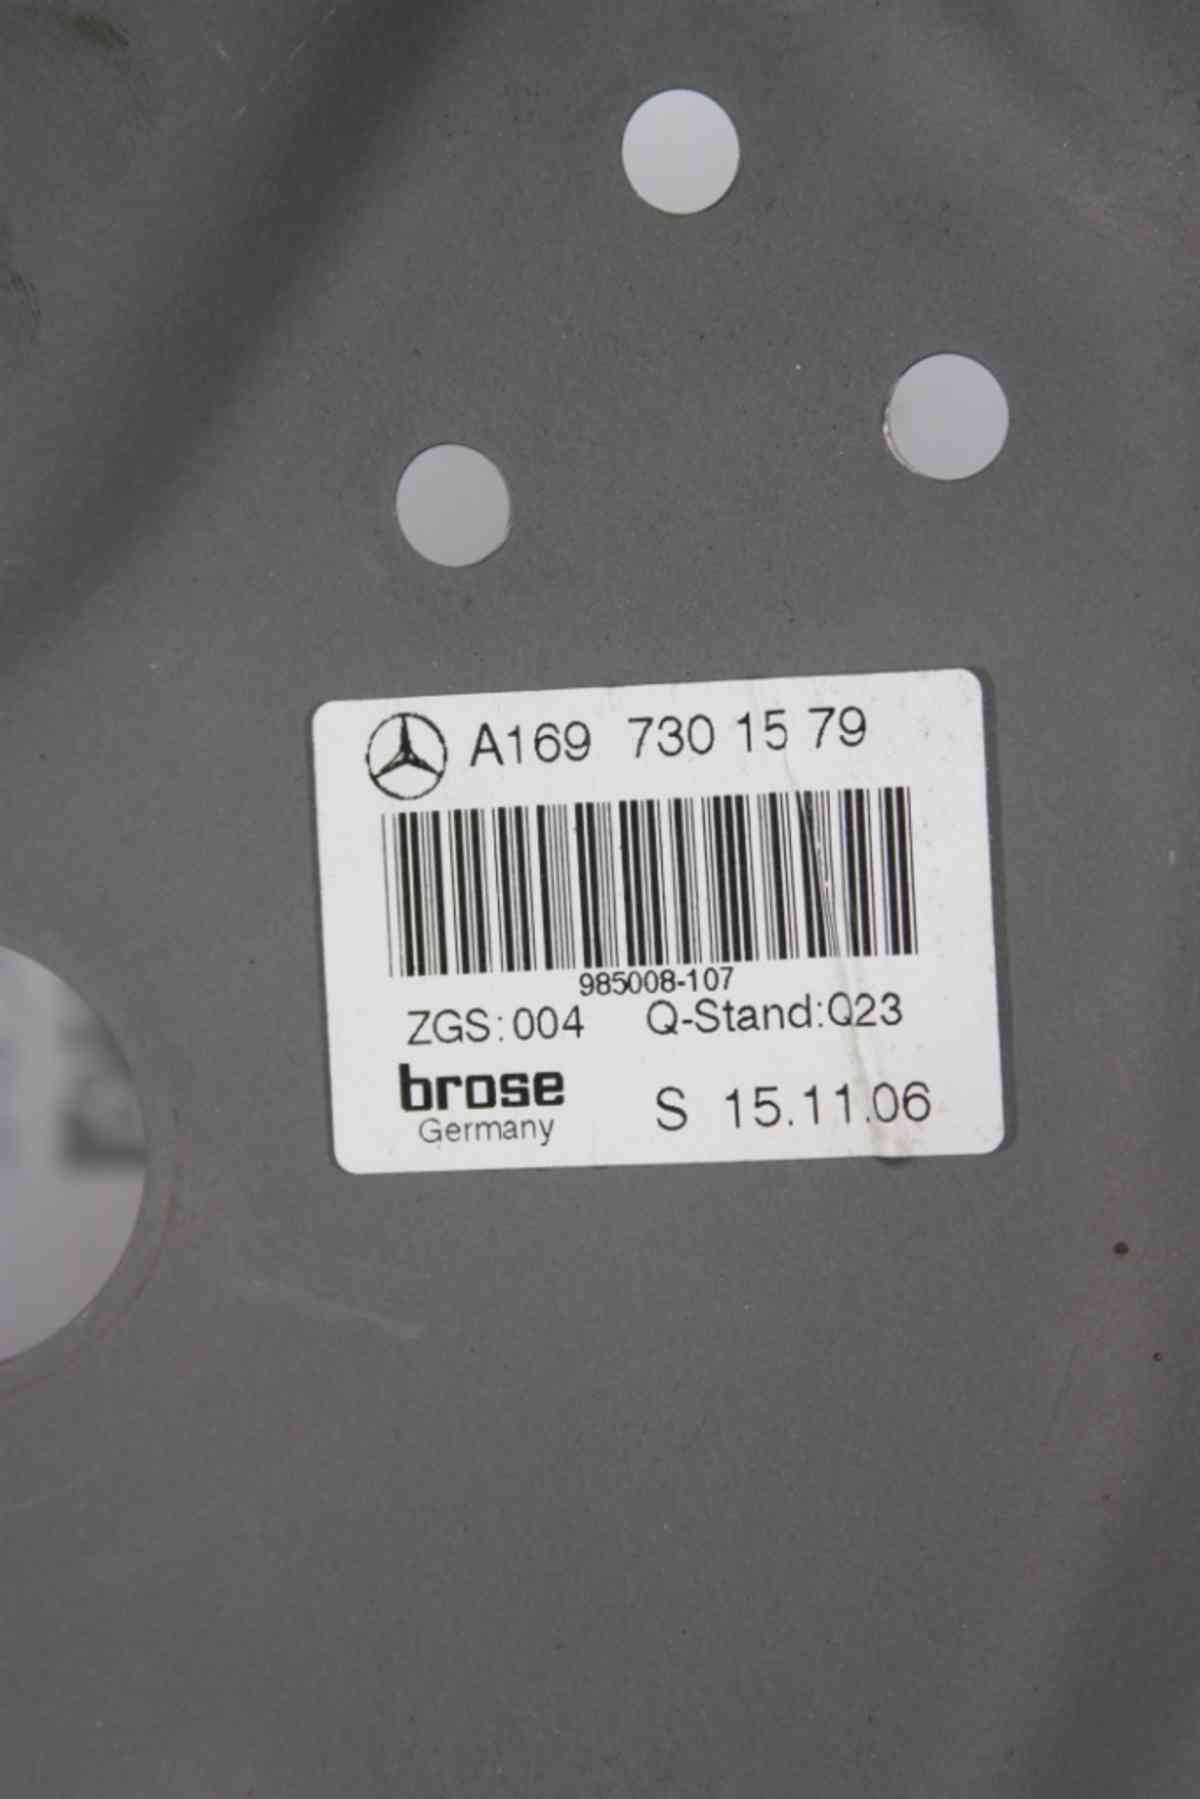 A169 730 15 79
985008-107
ZGS:004 Q-Stand:Q23
brose
Germany
S 15.11.06